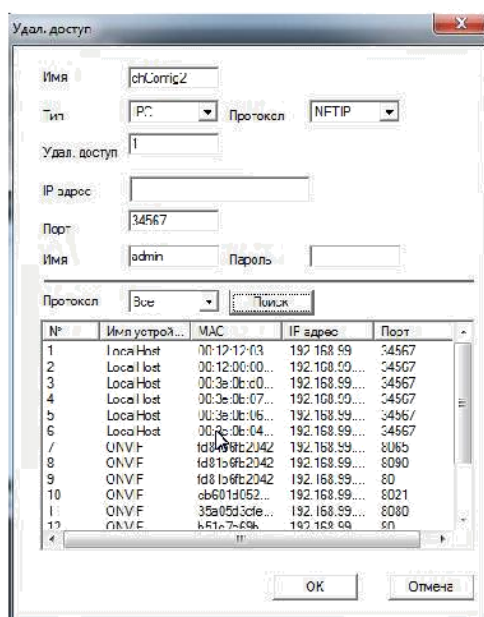 Удал. доступ
Имя chConfig2
Тип IPC Протокол NETIP
Удал. доступ 1
IP адрес
Порт 34567
Имя admin Пароль
Протокол Все Поиск
N° Имя устрой... MAC IP адрес Порт
1 LocalHost 00:12:12:03 192.168.99 34567
2 LocalHost 00:12:00:00... 192.168.99.... 34567
3 LocalHost 00:3e:0b:d0... 192.168.99.... 34567
4 LocalHost 00:3e:0b:07... 192.168.99.... 34567
5 LocalHost 00:3e:0b:06... 192.168.99.... 34567
6 LocalHost 192.168.99.... 34567
7 ONVIF 192.168.99.... 8065
8 ONVIF fd81b6fb2042 192.168.99.... 8090
9 ONVIF fd81b6fb2042 192.168.99.... 80
10 ONVIF cb601d052... 192.168.99.... 8021
11 ONVIF 35a05d3cfe... 192.168.99.... 8080
12 ONVIF 192.168.99 80
OK Отмена